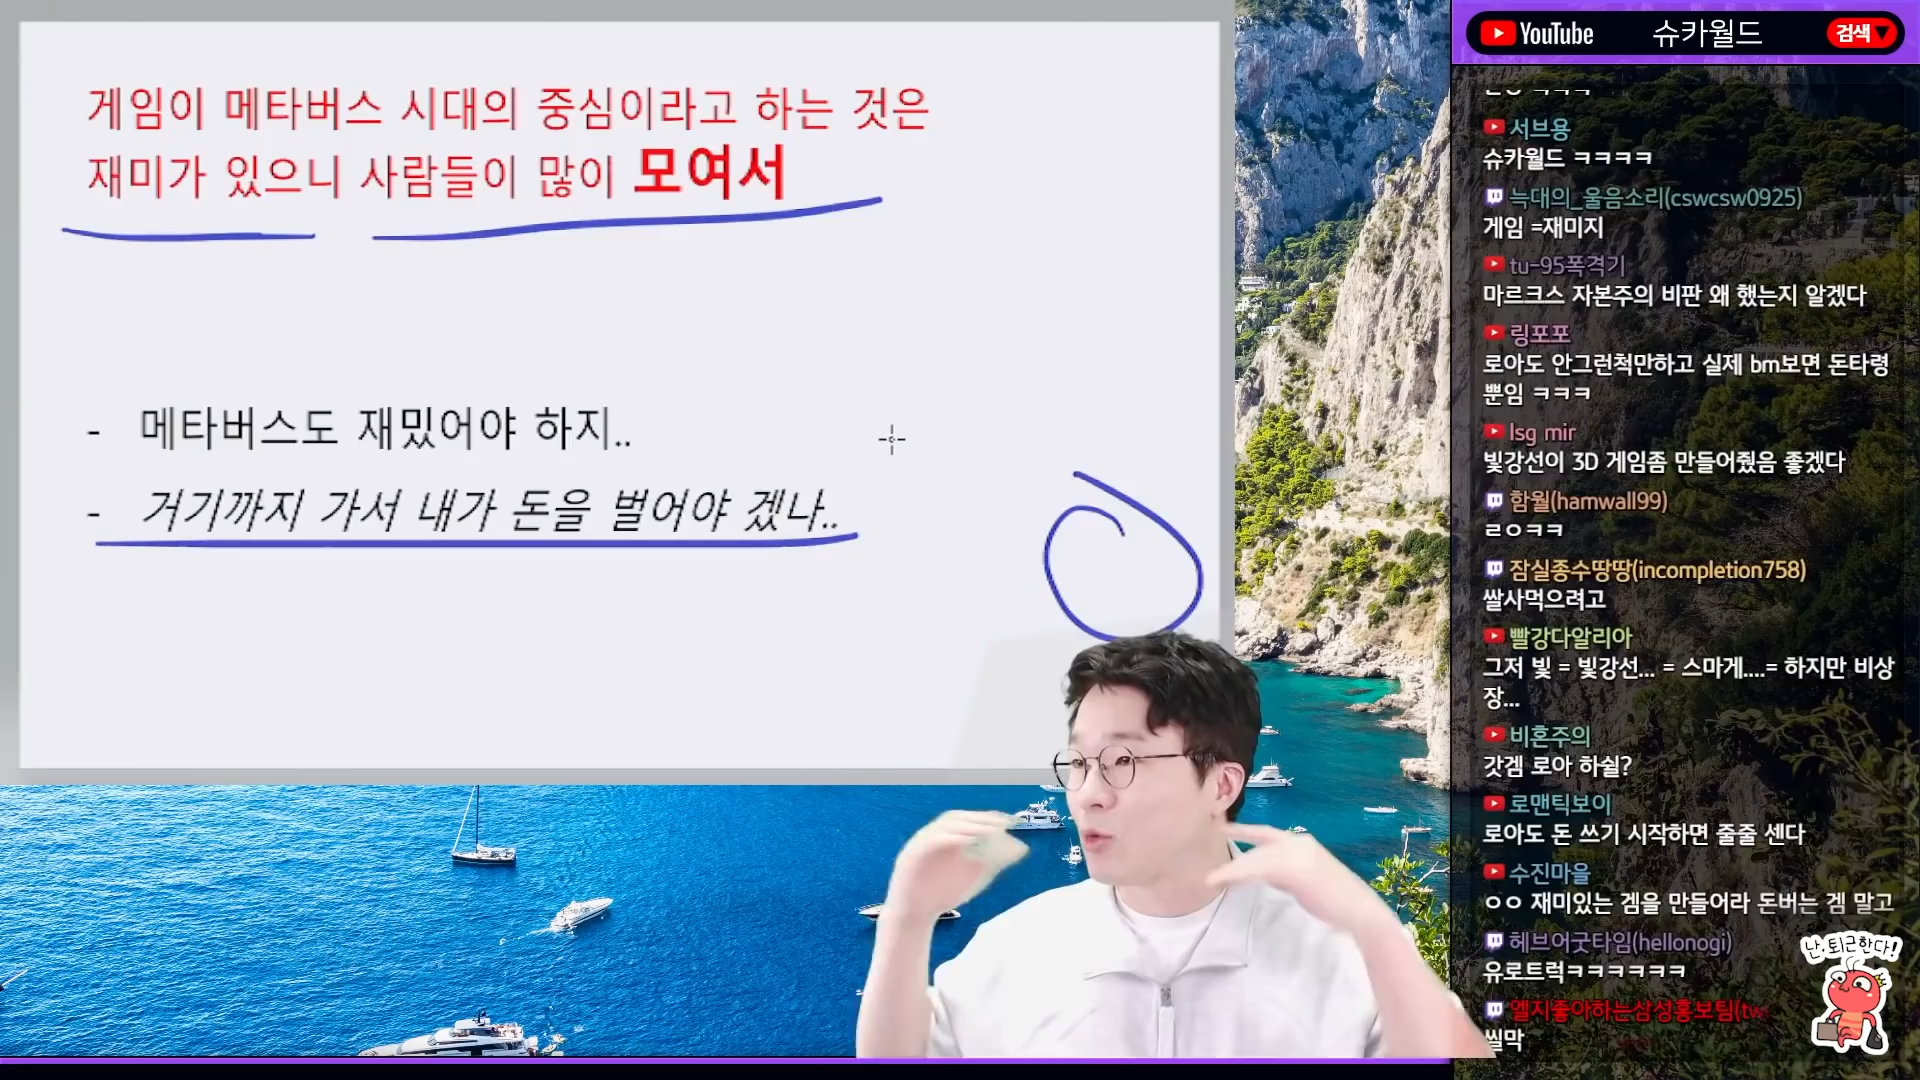 게임이 메타버스 시대의 중심이라고 하는 것은
재미가 있으니 사람들이 많이 모여서
- 메타버스도 재밌어야 하지..
- 거기까지 가서 내가 돈을 벌어야 겠나..
YouTube 슈카월드 검색▼
서브용
슈카월드 ㅋㅋㅋㅋ
늑대의_울음소리(cswcsw0925)
게임 =재미지
tu-95폭격기
마르크스 자본주의 비판 왜 했는지 알겠다
링포포
로아도 안그런척만하고 실제 bm보면 돈타령
뿐임 ㅋㅋㅋ
lsg mir
빛강선이 3D 게임좀 만들어줬음 좋겠다
함월(hamwall99)
ㄹㅇㅋㅋ
잠실종수땅땅(incompletion758)
쌀사먹으려고
빨강다알리아
그저 빛 = 빛강선... = 스마게....= 하지만 비상
장...
비혼주의
갓겜 로아 하쉴?
로맨틱보이
로아도 돈 쓰기 시작하면 줄줄 센다
수진마을
ㅇㅇ 재미있는 겜을 만들어라 돈버는 겜 말고
헤브어굿타임(hellonogi)
유로트럭ㅋㅋㅋㅋㅋㅋ
엘지좋아하는삼성홍보팀(tw
씰막
난, 퇴근한다!